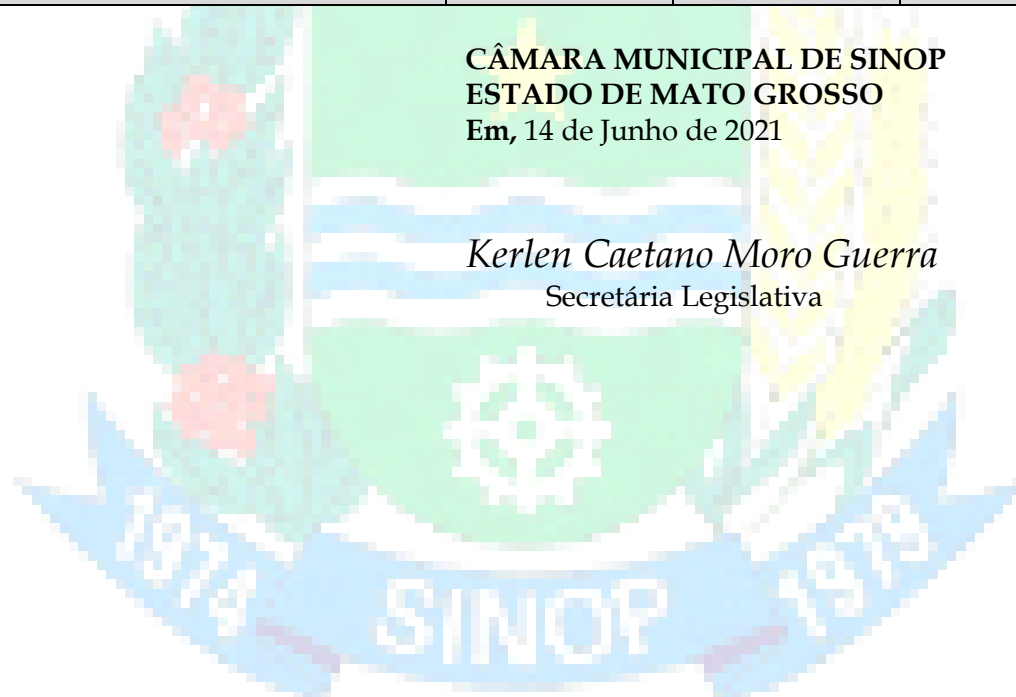 CÂMARA MUNICIPAL DE SINOP
ESTADO DE MATO GROSSO
Em, 14 de Junho de 2021
Kerlen Caetano Moro Guerra
Secretária Legislativa
1974
SINOP
1979